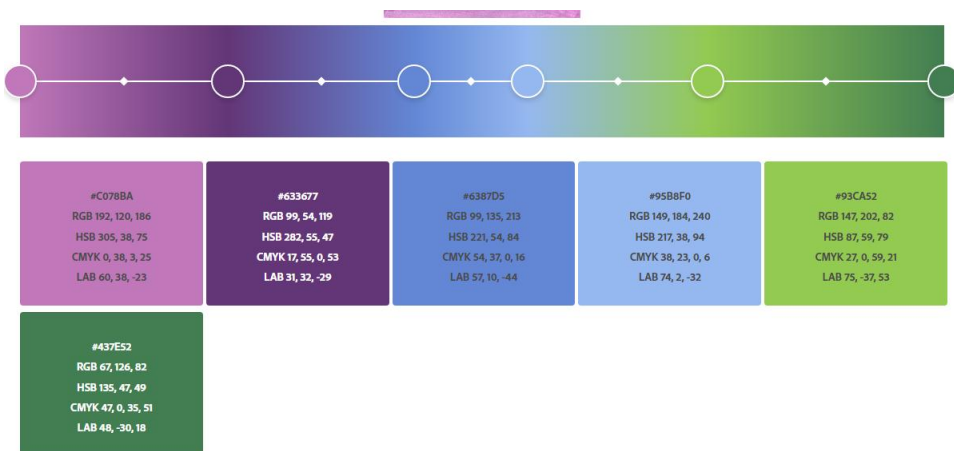 #C078BA
RGB 192, 120, 186
HSB 305, 38, 75
CMYK 0, 38, 3, 25
LAB 60, 38, -23
#633677
RGB 99, 54, 119
HSB 282, 55, 47
CMYK 17, 55, 0, 53
LAB 31, 32, -29
#6387D5
RGB 99, 135, 213
HSB 221, 54, 84
CMYK 54, 37, 0, 16
LAB 57, 10, -44
#95B8F0
RGB 149, 184, 240
HSB 217, 38, 94
CMYK 38, 23, 0, 6
LAB 74, 2, -32
#93CA52
RGB 147, 202, 82
HSB 87, 59, 79
CMYK 27, 0, 59, 21
LAB 75, -37, 53
#437E52
RGB 67, 126, 82
HSB 135, 47, 49
CMYK 47, 0, 35, 51
LAB 48, -30, 18